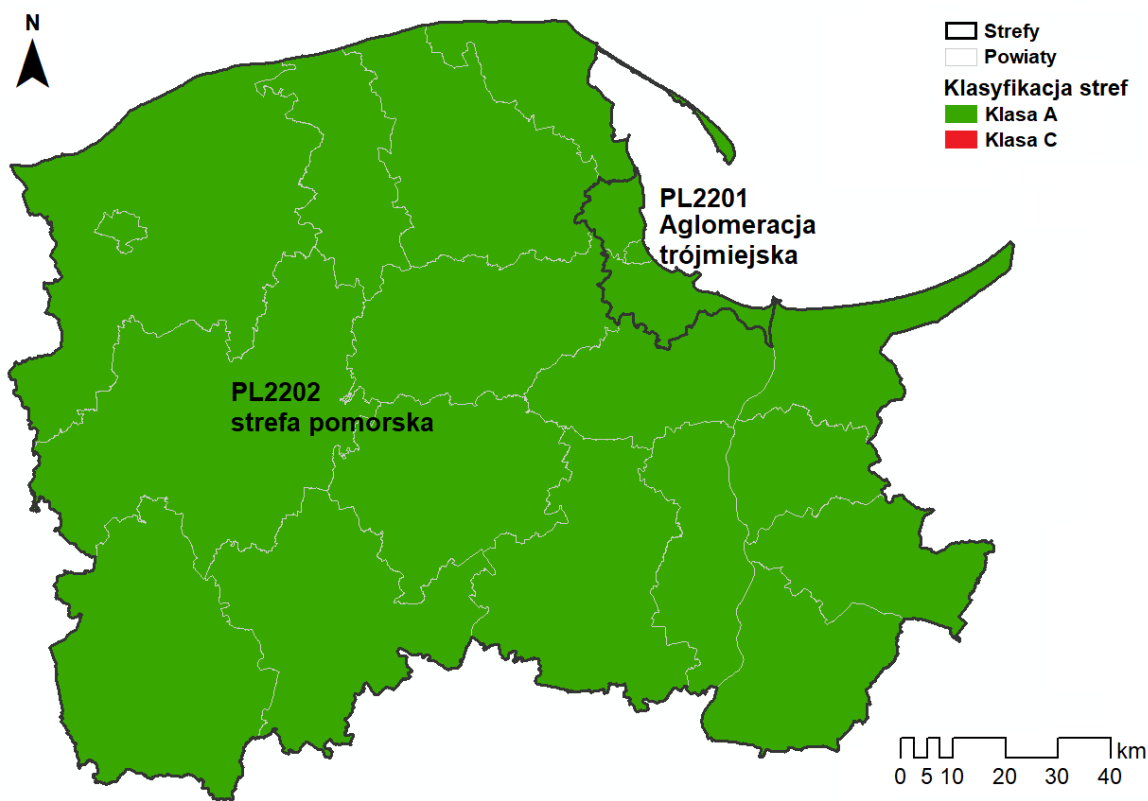 N
Strefy
Powiaty
Klasyfikacja stref
Klasa A
Klasa C
PL2201
Aglomeracja
trójmiejska
PL2202
strefa pomorska
km
0 5 10 20 30 40